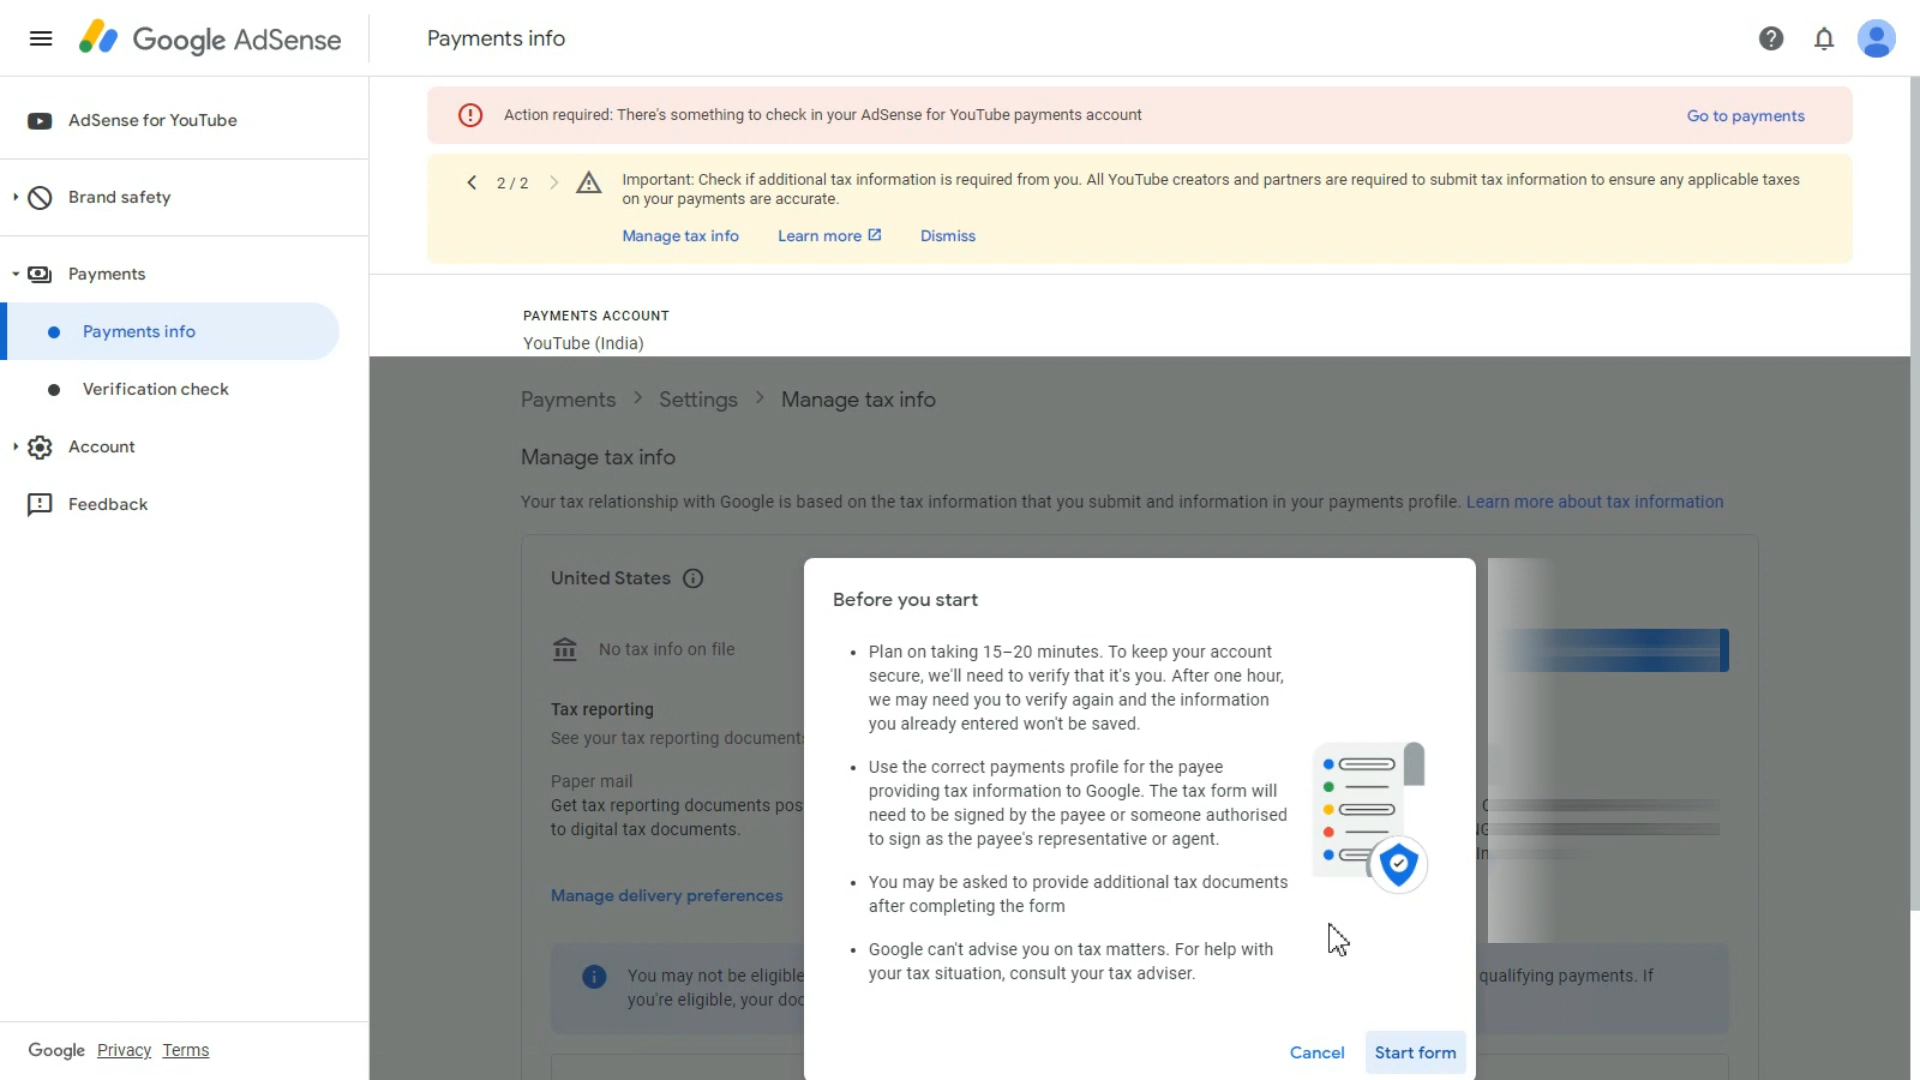 Google AdSense
Payments info
AdSense for YouTube
Brand safety
Payments
Payments info
Verification check
Account
Feedback
Google Privacy Terms
Action required: There's something to check in your AdSense for YouTube payments account
Go to payments
2 / 2
Important: Check if additional tax information is required from you. All YouTube creators and partners are required to submit tax information to ensure any applicable taxes
on your payments are accurate.
Manage tax info Learn more Dismiss
PAYMENTS ACCOUNT
YouTube (India)
Payments > Settings > Manage tax info
Manage tax info
Your tax relationship with Google is based on the tax information that you submit and information in your payments profile. Learn more about tax information
United States
No tax info on file
Tax reporting
See your tax reporting documents
Paper mail
Get tax reporting documents pos
to digital tax documents.
Manage delivery preferences
You may not be eligible
qualifying payments. If
you're eligible, your doc
Before you start
• Plan on taking 15–20 minutes. To keep your account
secure, we'll need to verify that it's you. After one hour,
we may need you to verify again and the information
you already entered won't be saved.
• Use the correct payments profile for the payee
providing tax information to Google. The tax form will
need to be signed by the payee or someone authorised
to sign as the payee's representative or agent.
• You may be asked to provide additional tax documents
after completing the form
• Google can't advise you on tax matters. For help with
your tax situation, consult your tax adviser.
Cancel Start form